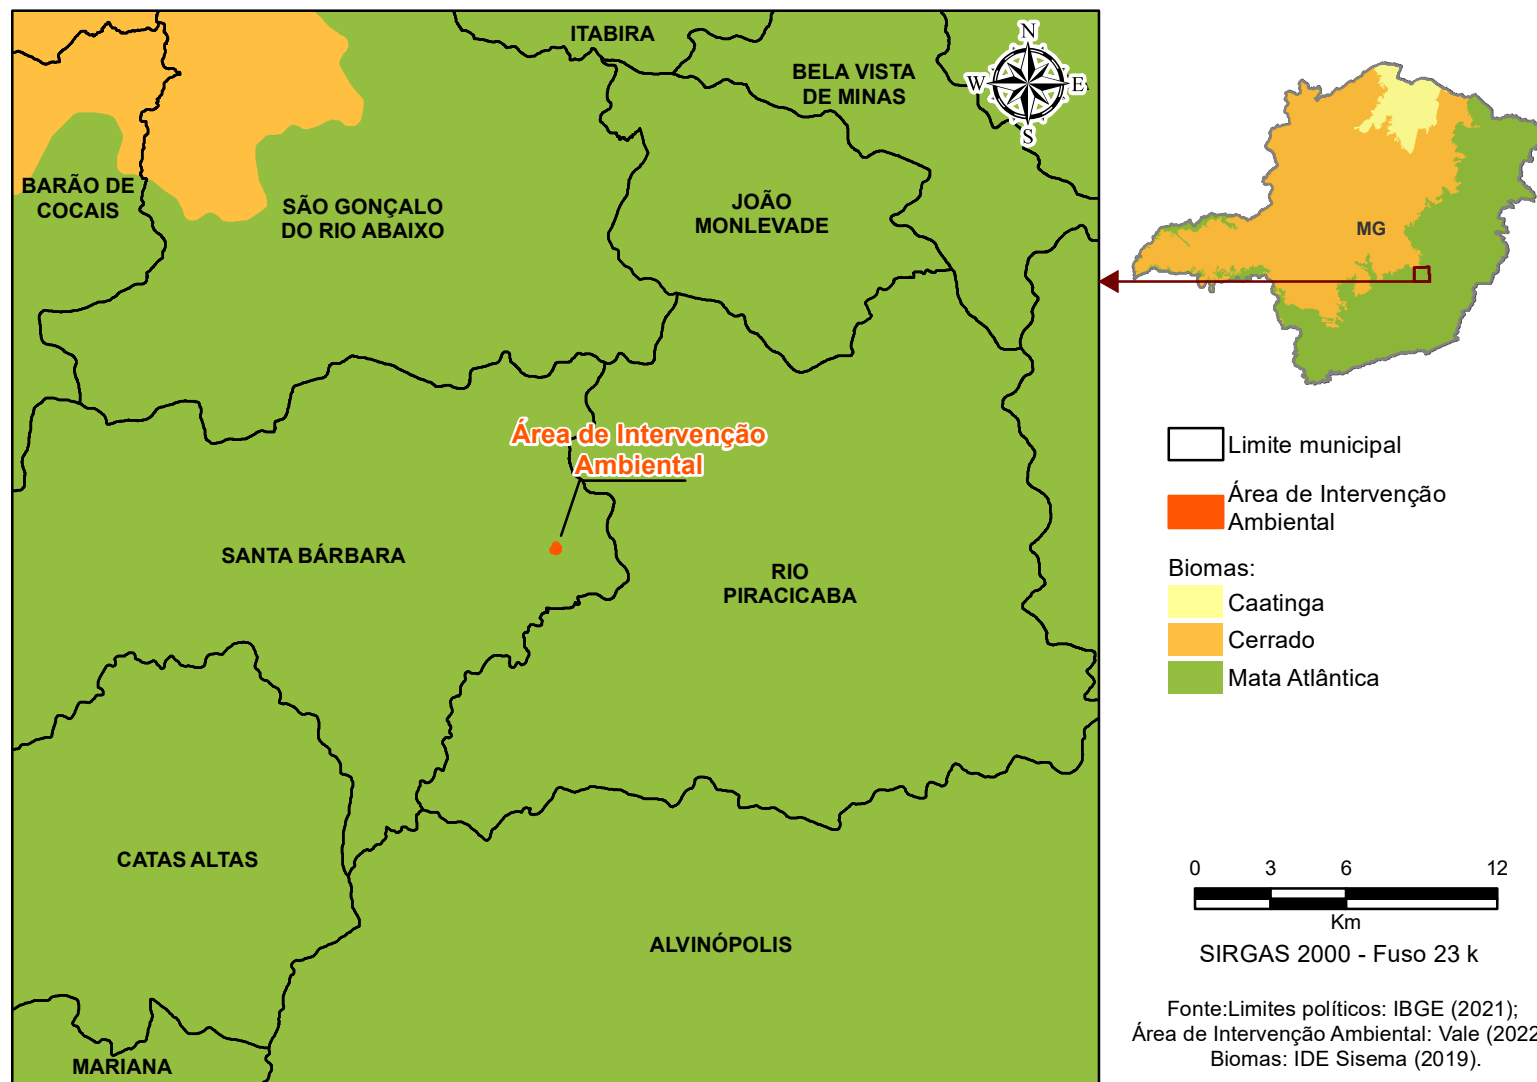 ITABIRA
BELA VISTA
DE MINAS
N
W
E
S
BARÃO DE
COCAIS
SÃO GONÇALO
DO RIO ABAIXO
JOÃO
MONLEVADE
Área de Intervenção
Ambiental
SANTA BÁRBARA
RIO
PIRACICABA
CATAS ALTAS
ALVINÓPOLIS
MARIANA
MG
Limite municipal
Área de Intervenção
Ambiental
Biomas:
Caatinga
Cerrado
Mata Atlântica
0 3 6 12
Km
SIRGAS 2000 - Fuso 23 k
Fonte:Limites políticos: IBGE (2021);
Área de Intervenção Ambiental: Vale (2022
Biomas: IDE Sisema (2019).